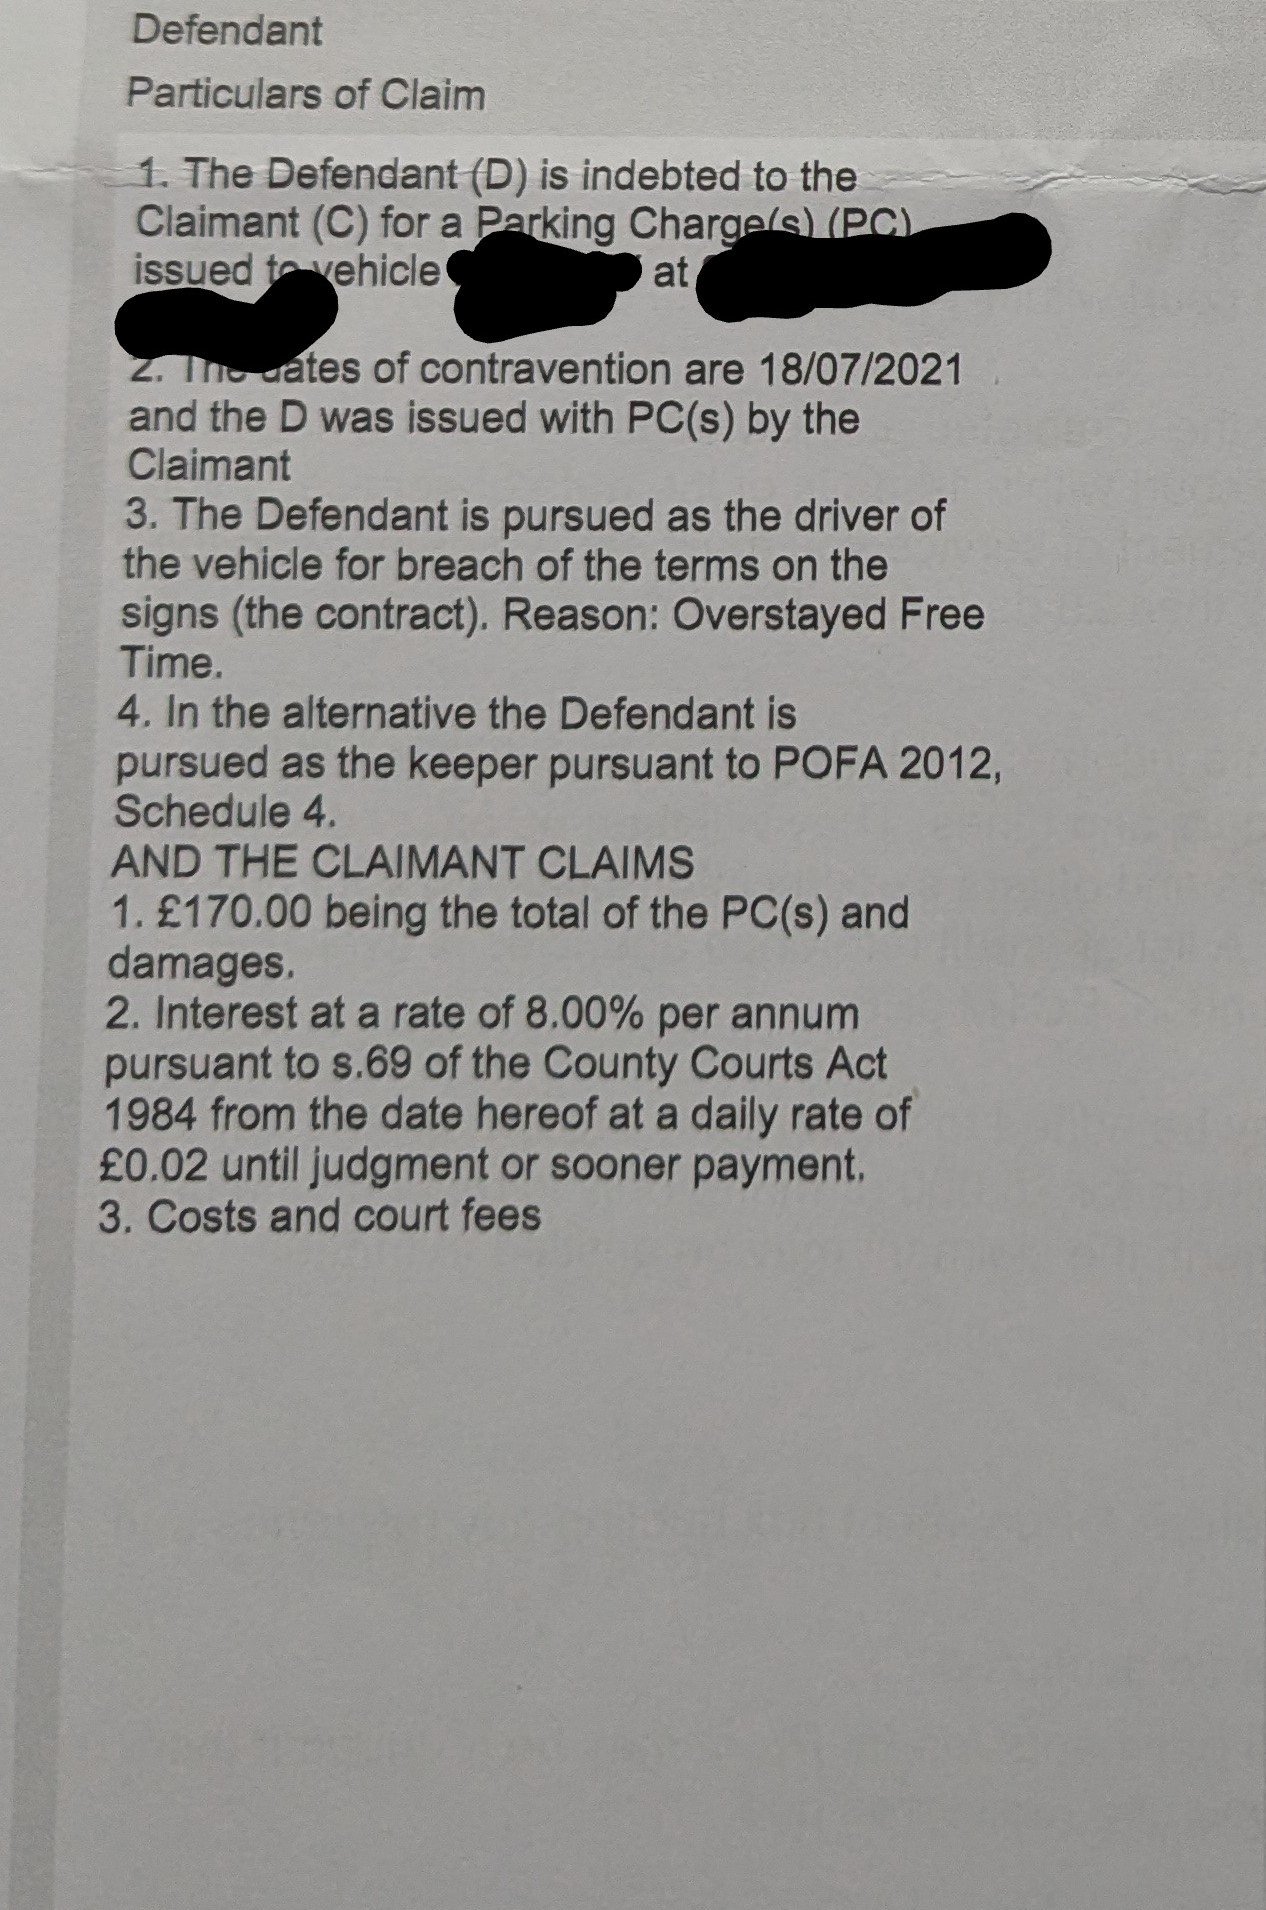 Defendant
Particulars of Claim
1. The Defendant (D) is indebted to the
Claimant (C) for a Parking Charge(s) (PC)
issued to vehicle at
2. The dates of contravention are 18/07/2021
and the D was issued with PC(s) by the
Claimant
3. The Defendant is pursued as the driver of
the vehicle for breach of the terms on the
signs (the contract). Reason: Overstayed Free
Time.
4. In the alternative the Defendant is
pursued as the keeper pursuant to POFA 2012,
Schedule 4.
AND THE CLAIMANT CLAIMS
1. £170.00 being the total of the PC(s) and
damages.
2. Interest at a rate of 8.00% per annum
pursuant to s.69 of the County Courts Act
1984 from the date hereof at a daily rate of
£0.02 until judgment or sooner payment.
3. Costs and court fees